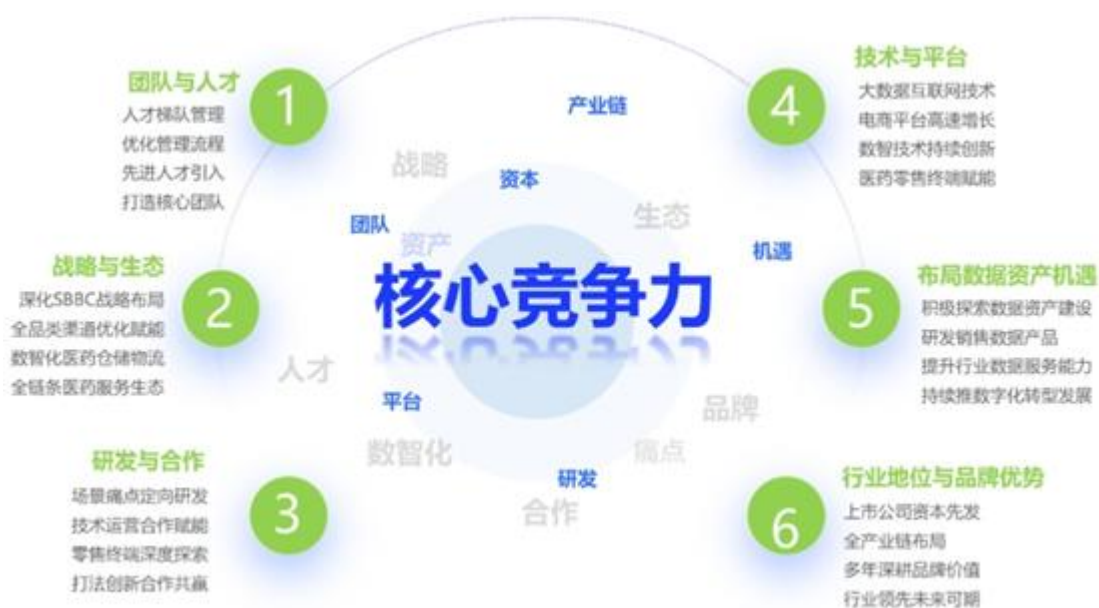 团队与人才
人才梯队管理
优化管理流程
先进人才引入
打造核心团队
1
战略与生态
深化SBBC战略布局
全品类渠道优化赋能
数智化医药仓储物流
全链条医药服务生态
2
研发与合作
场景痛点定向研发
技术运营合作赋能
零售终端深度探索
打法创新合作共赢
3
产业链
战略
资本
生态
团队
资产
机遇
核心竞争力
人才
平台
品牌
数智化
痛点
研发
合作
4
技术与平台
大数据互联网技术
电商平台高速增长
数智技术持续创新
医药零售终端赋能
5
布局数据资产机遇
积极探索数据资产建设
研发销售数据产品
提升行业数据服务能力
持续推数字化转型发展
6
行业地位与品牌优势
上市公司资本先发
全产业链布局
多年深耕品牌价值
行业领先未来可期